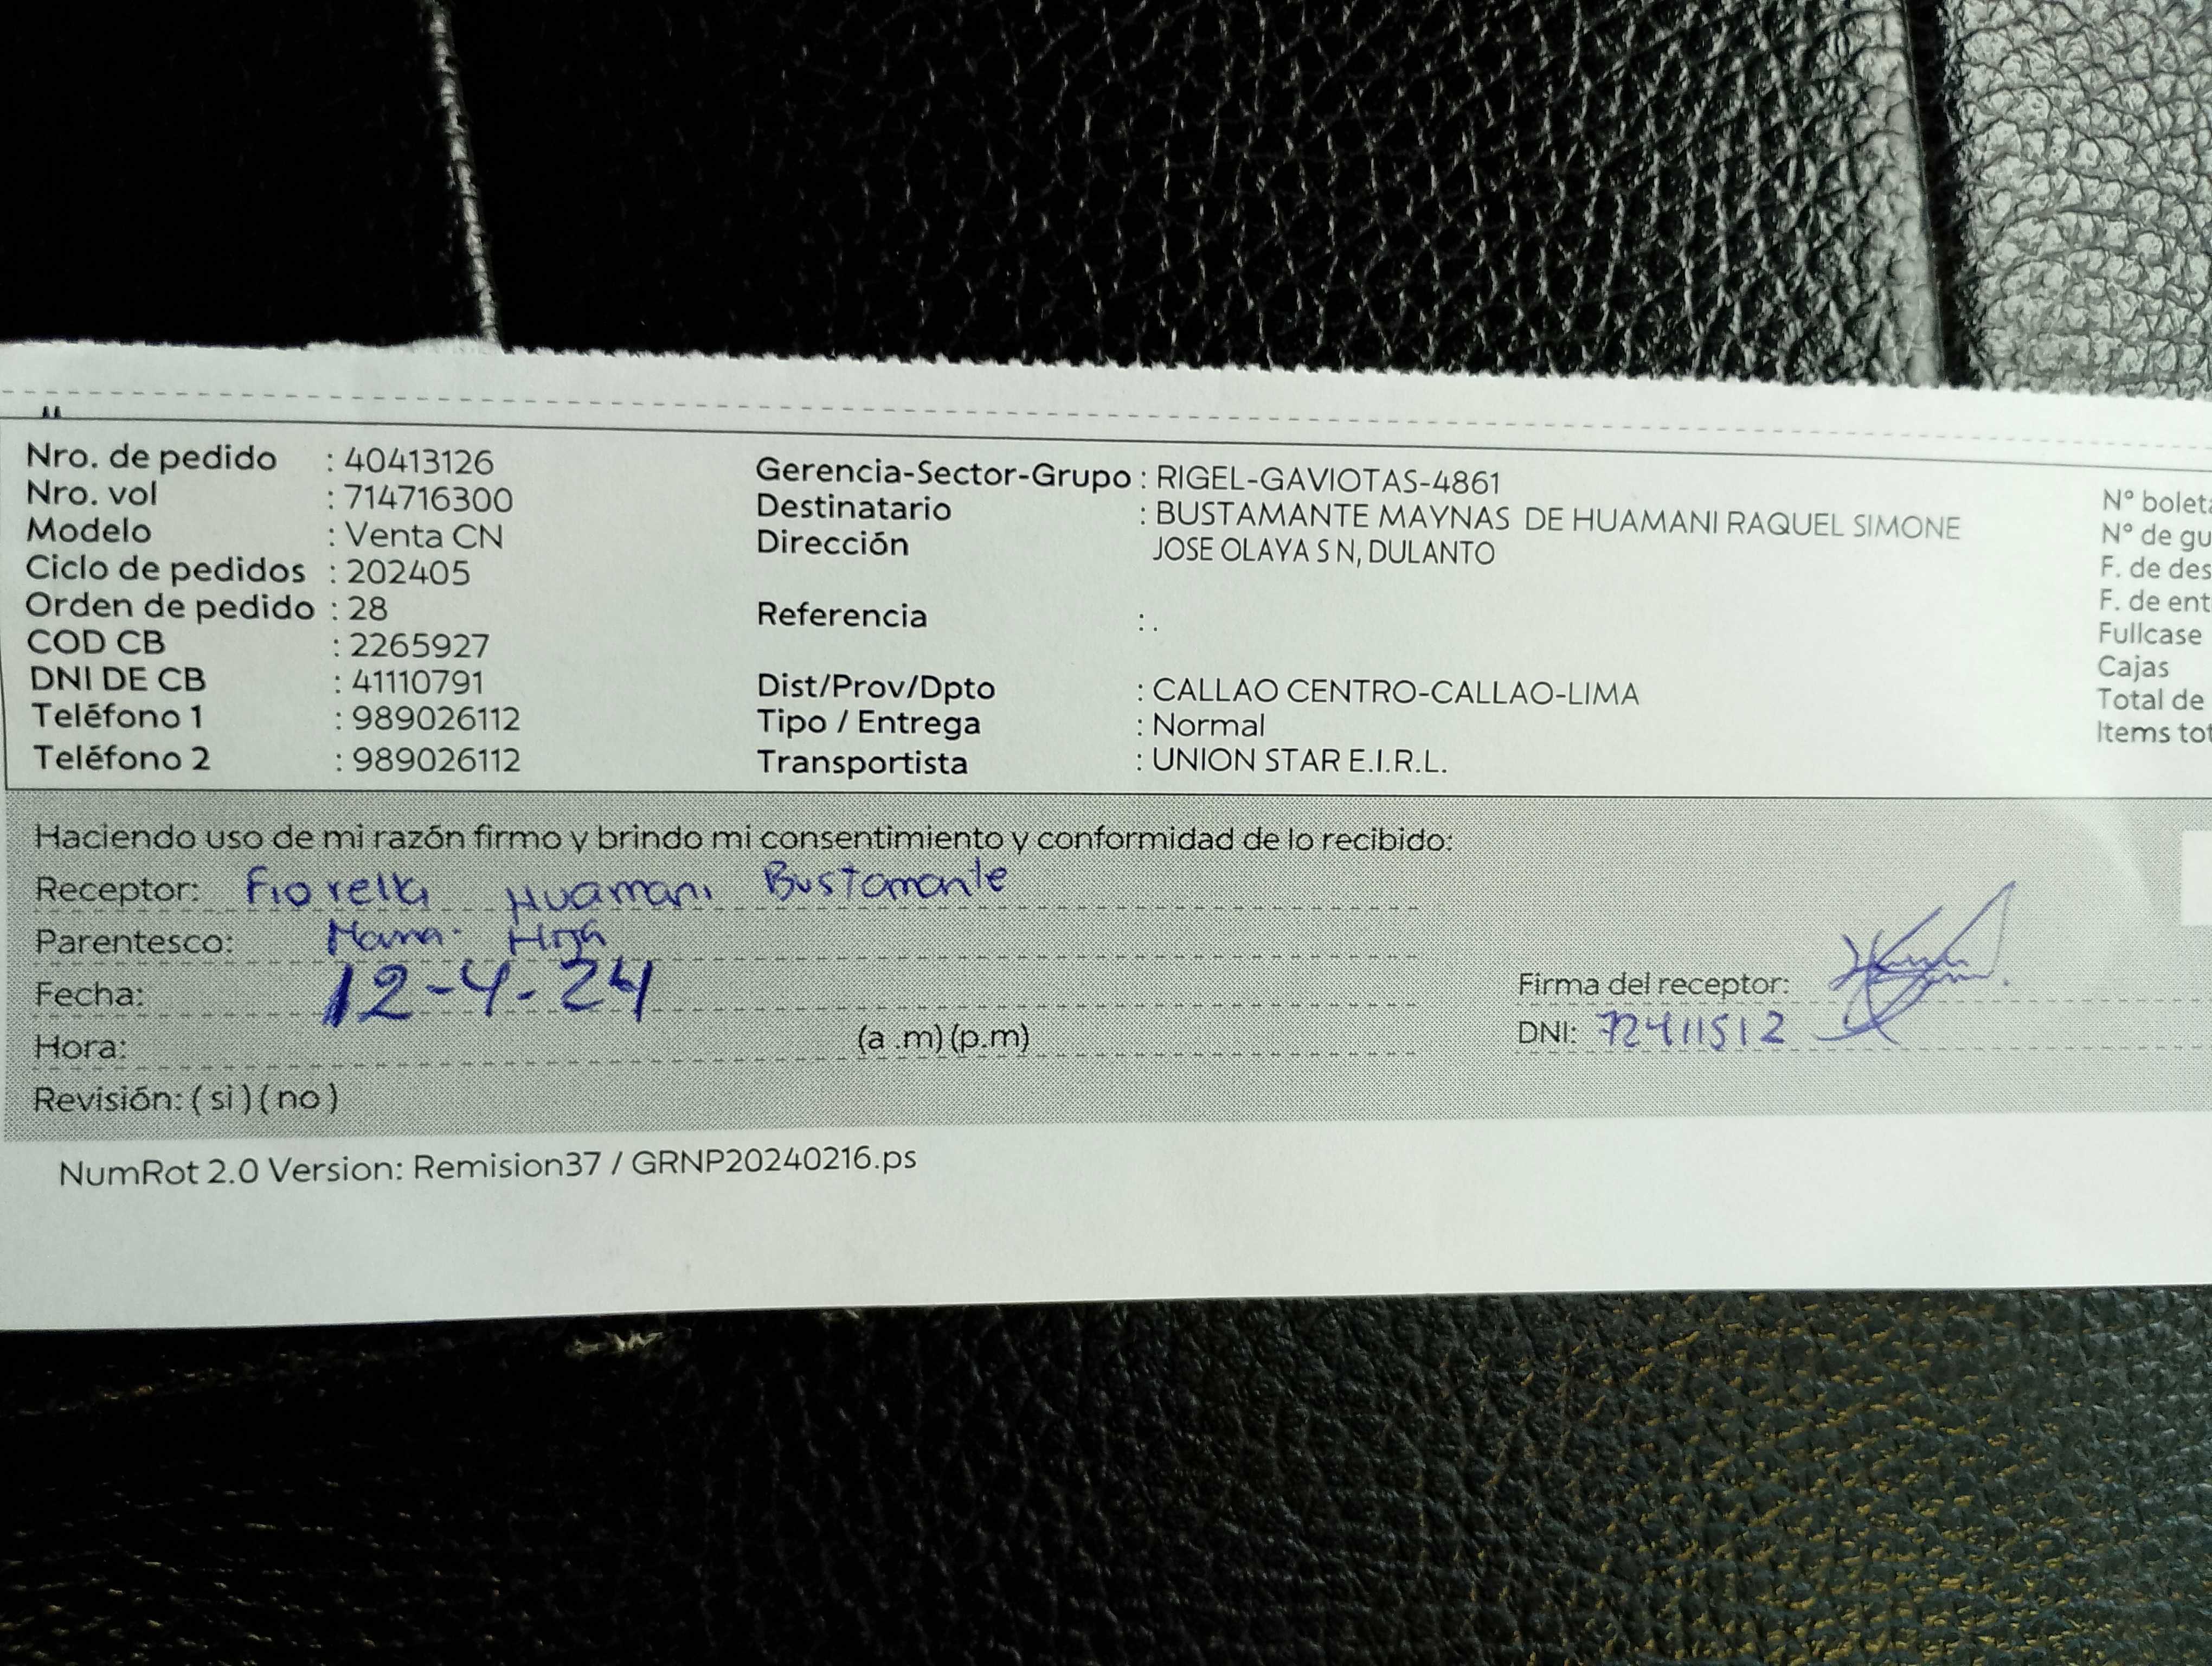 Nro. de pedido : 40413126
Nro. vol : 714716300
Modelo : Venta CN
Ciclo de pedidos : 202405
Orden de pedido : 28
COD CB : 2265927
DNI DE CB : 41110791
Teléfono 1 : 989026112
Teléfono 2 : 989026112
Gerencia-Sector-Grupo : RIGEL-GAVIOTAS-4861
Destinatario : BUSTAMANTE MAYNAS DE HUAMANI RAQUEL SIMONE
Dirección JOSE OLAYA S N, DULANTO
Referencia : .
Dist/Prov/Dpto : CALLAO CENTRO-CALLAO-LIMA
Tipo / Entrega : Normal
Transportista : UNION STAR E.I.R.L.
N° bolet
N° de gu
F. de des
F. de ent
Fullcase
Cajas
Total de
Items tot
Haciendo uso de mi razón firmo y brindo mi consentimiento y conformidad de lo recibido:
Receptor: Fiorella Huamani Bustamante
Parentesco: Hija
Fecha: 12-4-24
Hora: (a .m) (p.m)
Revisión: ( si ) ( no )
Firma del receptor:
DNI: 72411512
NumRot 2.0 Version: Remision37 / GRNP20240216.ps